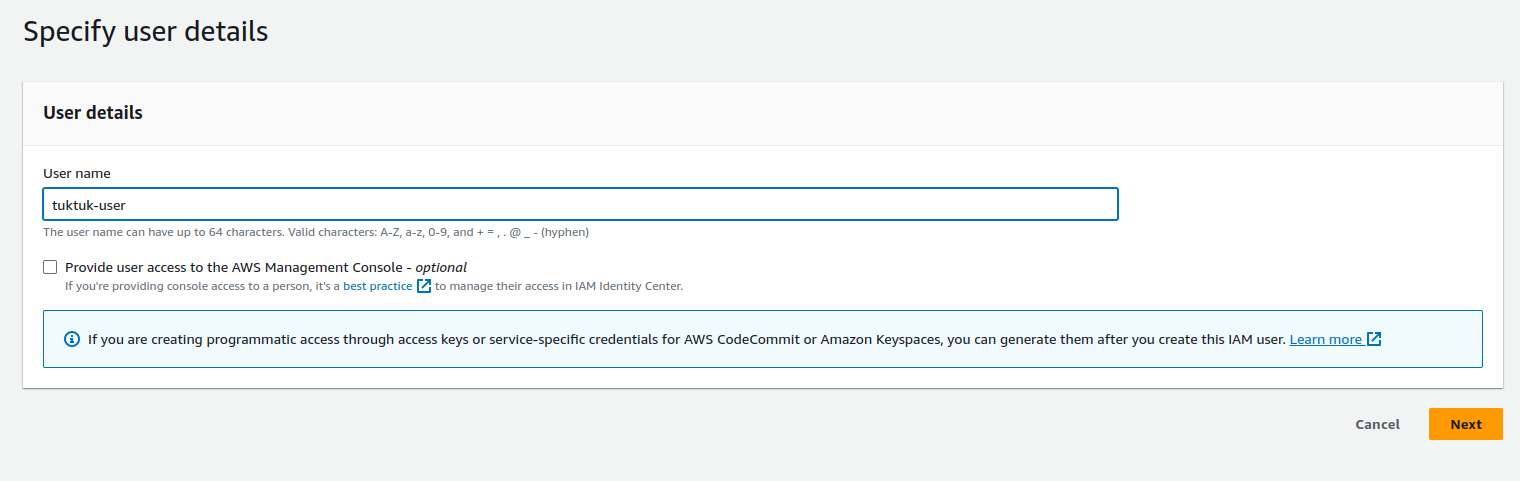 Specify user details
User details
User name
tuktuk-user
The user name can have up to 64 characters. Valid characters: A-Z, a-z, 0-9, and + = , . @ _ - (hyphen)
Provide user access to the AWS Management Console - optional
If you're providing console access to a person, it's a best practice to manage their access in IAM Identity Center.
If you are creating programmatic access through access keys or service-specific credentials for AWS CodeCommit or Amazon Keyspaces, you can generate them after you create this IAM user. Learn more
Cancel Next